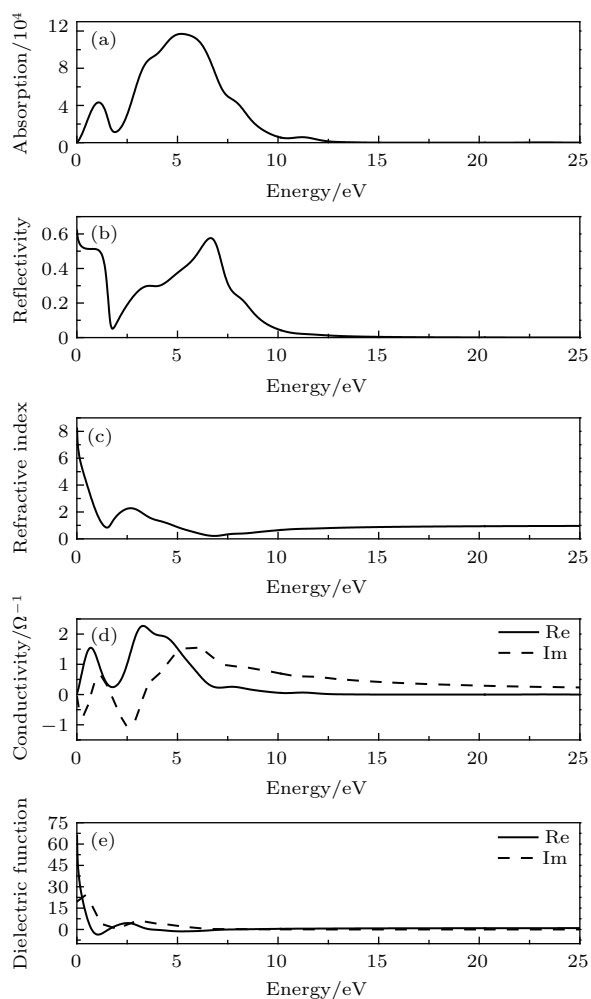 12
8
4
0
(a)
Absorption/10⁴
0 5 10 15 20 25
Energy/eV
0.6
0.4
0.2
0
(b)
Reflectivity
0 5 10 15 20 25
Energy/eV
8
6
4
2
0
(c)
Refractive index
0 5 10 15 20 25
Energy/eV
2
1
0
−1
(d)
Re
Im
Conductivity/Ω⁻¹
0 5 10 15 20 25
Energy/eV
75
60
45
30
15
0
(e)
Re
Im
Dielectric function
0 5 10 15 20 25
Energy/eV